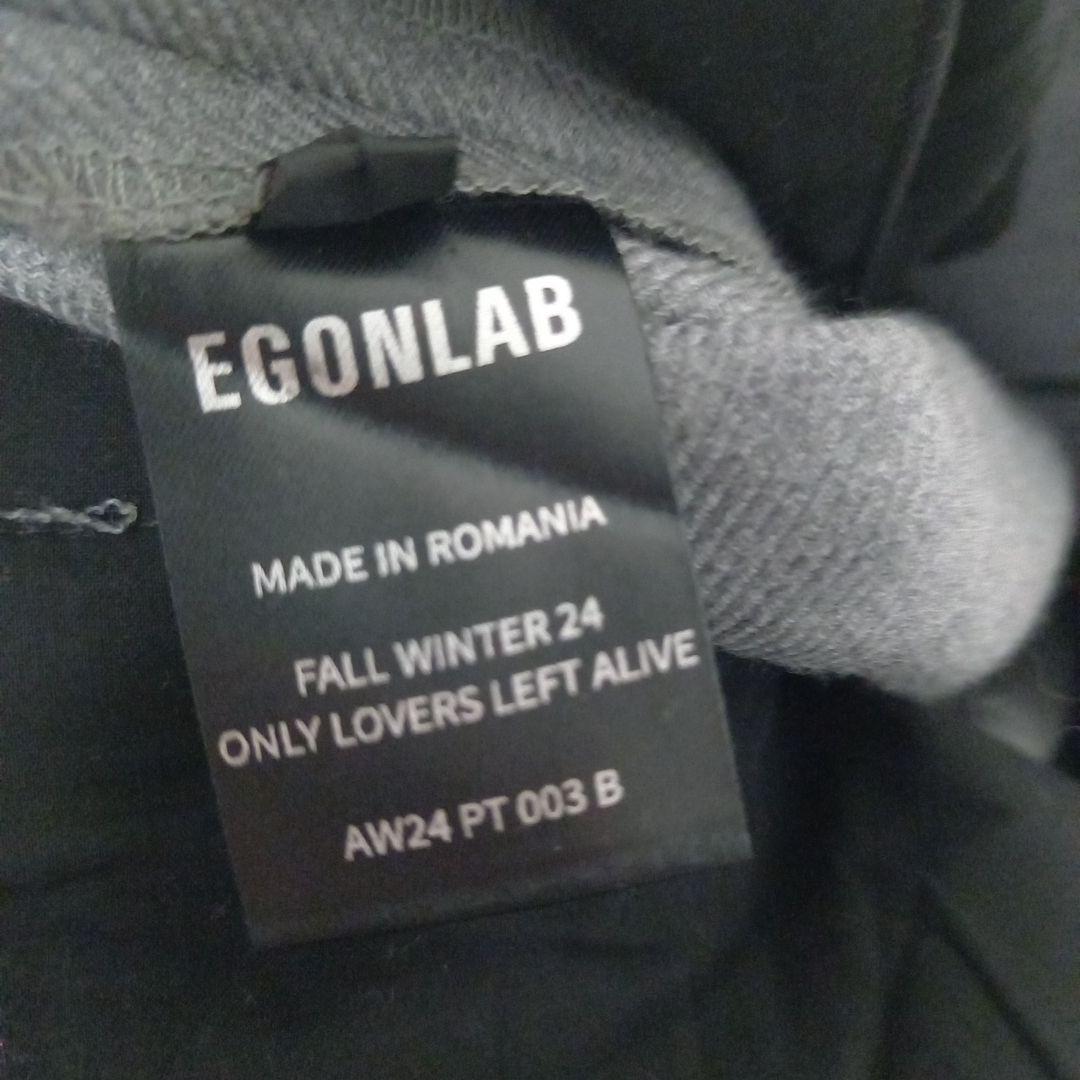 EGONLAB
MADE IN ROMANIA
FALL WINTER 24
ONLY LOVERS LEFT ALIVE
AW24 PT 003 B